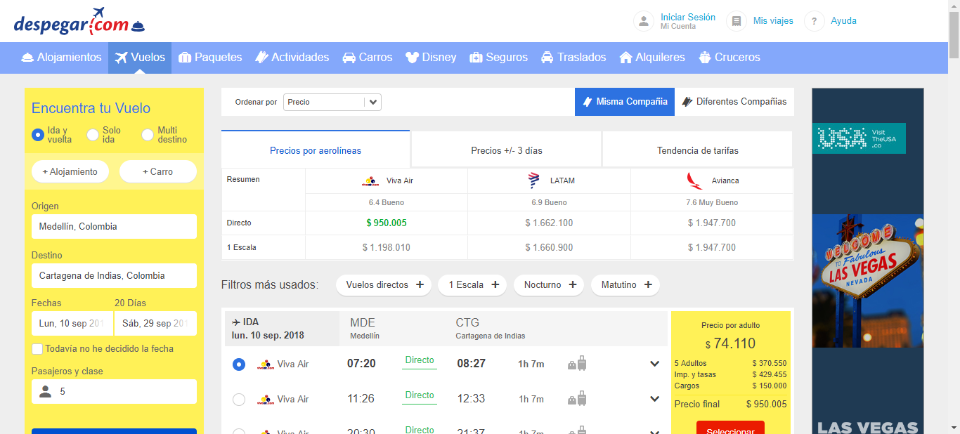 despegar.com
Iniciar Sesión
Mi Cuenta
Mis viajes
?
Ayuda
Alojamientos
Vuelos
Paquetes
Actividades
Carros
Disney
Seguros
Traslados
Alquileres
Cruceros
Encuentra tu Vuelo
Ida y vuelta
Solo ida
Multi destino
+ Alojamiento
+ Carro
Origen
Medellín, Colombia
Destino
Cartagena de Indias, Colombia
Fechas
20 Días
Lun, 10 sep 201
Sáb, 29 sep 201
Todavía no he decidido la fecha
Pasajeros y clase
5
Ordenar por
Precio
Misma Compañia
Diferentes Compañias
Precios por aerolíneas
Precios +/- 3 días
Tendencia de tarifas
Resumen
Viva Air
LATAM
Avianca
6.4 Bueno
6.9 Bueno
7.6 Muy Bueno
Directo
$ 950.005
$ 1.662.100
$ 1.947.700
1 Escala
$ 1.198.010
$ 1.660.900
$ 1.947.700
Filtros más usados:
Vuelos directos +
1 Escala +
Nocturno +
Matutino +
IDA
lun. 10 sep. 2018
MDE
Medellín
CTG
Cartagena de Indias
Viva Air
07:20
Directo
08:27
1h 7m
Viva Air
11:26
Directo
12:33
1h 7m
Viva Air
20:30
Directo
21:37
1h 7m
Precio por adulto
$ 74.110
5 Adultos $ 370.550
Imp. y tasas $ 429.455
Cargos $ 150.000
Precio final $ 950.005
Seleccionar
USA
Visit
TheUSA
.co
WELCOME
TO Fabulous
LAS VEGAS
NEVADA
LAS VEGAS